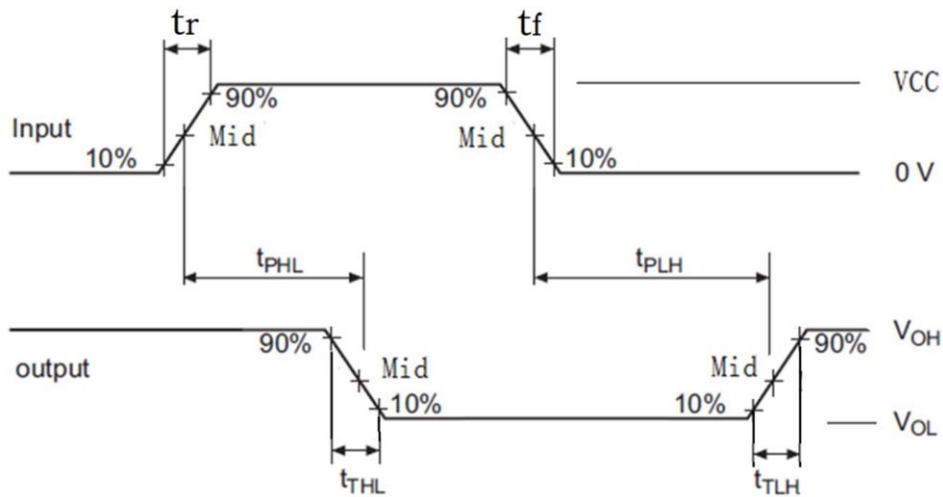 tr tf
90% 90% VCC
Input Mid Mid
10% 10% 0 V
tPHL tPLH
90% 90% VOH
output Mid Mid
10% 10% VOL
tTHL tTLH